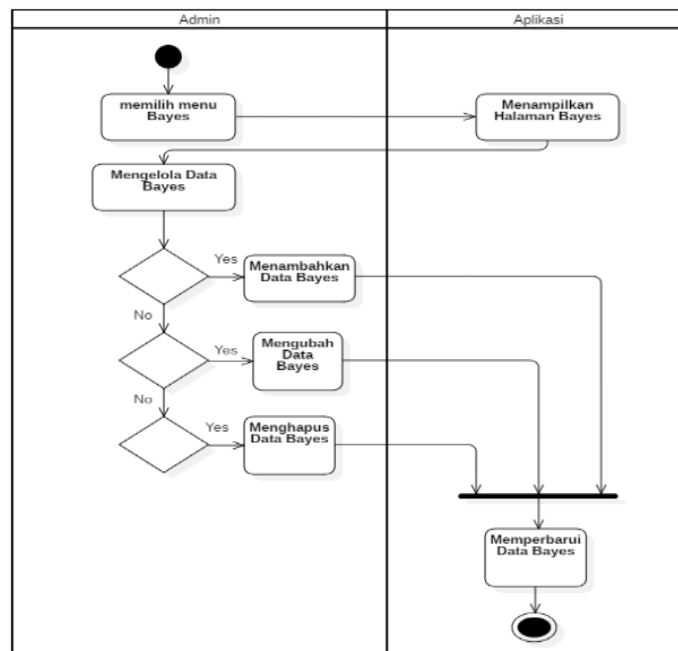 Admin
Aplikasi
memilih menu
Bayes
Menampilkan
Halaman Bayes
Mengelola Data
Bayes
Yes
Menambahkan
Data Bayes
No
Yes
Mengubah
Data
Bayes
No
Yes
Menghapus
Data Bayes
Memperbarui
Data Bayes